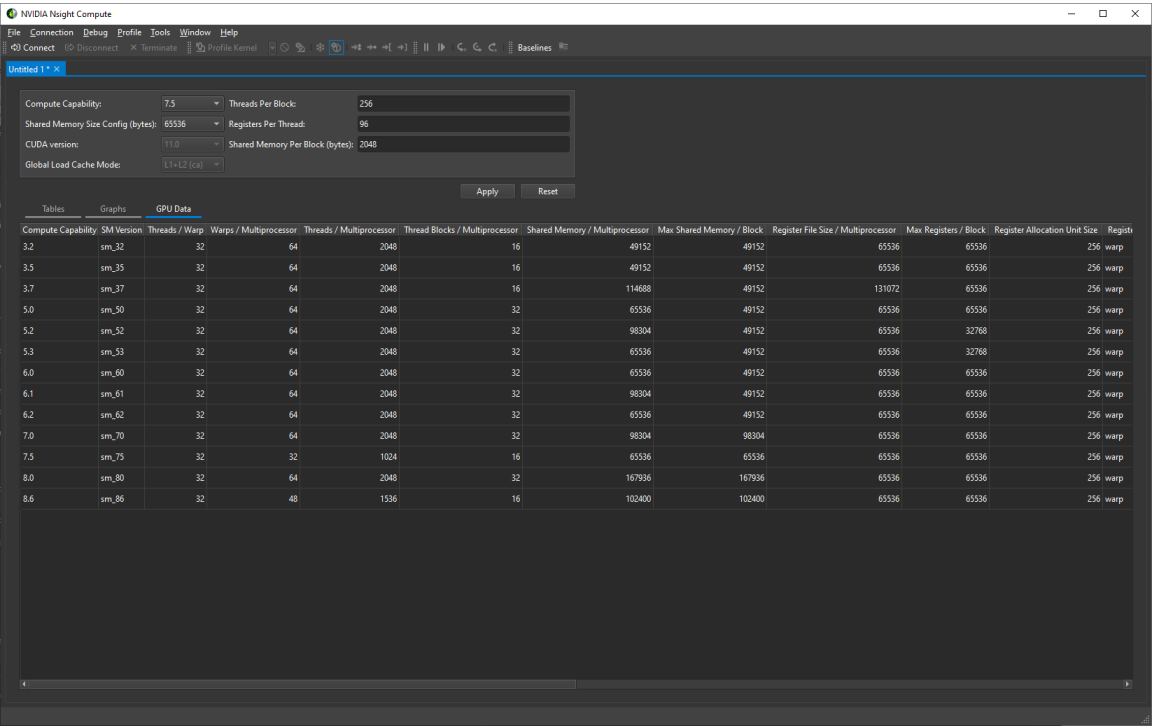 NVIDIA Nsight Compute
File Connection Debug Profile Tools Window Help
Connect Disconnect Terminate Profile Kernel Baselines
Untitled 1 *
Compute Capability: 7.5 Threads Per Block: 256
Shared Memory Size Config (bytes): 65536 Registers Per Thread: 96
CUDA version: 11.0 Shared Memory Per Block (bytes): 2048
Global Load Cache Mode: L1+L2 (ca)
Apply Reset
Tables Graphs GPU Data
Compute Capability SM Version Threads / Warp Warps / Multiprocessor Threads / Multiprocessor Thread Blocks / Multiprocessor Shared Memory / Multiprocessor Max Shared Memory / Block Register File Size / Multiprocessor Max Registers / Block Register Allocation Unit Size Registe
3.2 sm_32 32 64 2048 16 49152 49152 65536 65536 256 warp
3.5 sm_35 32 64 2048 16 49152 49152 65536 65536 256 warp
3.7 sm_37 32 64 2048 16 114688 49152 131072 65536 256 warp
5.0 sm_50 32 64 2048 32 65536 49152 65536 65536 256 warp
5.2 sm_52 32 64 2048 32 98304 49152 65536 32768 256 warp
5.3 sm_53 32 64 2048 32 65536 49152 65536 32768 256 warp
6.0 sm_60 32 64 2048 32 65536 49152 65536 65536 256 warp
6.1 sm_61 32 64 2048 32 98304 49152 65536 65536 256 warp
6.2 sm_62 32 64 2048 32 65536 49152 65536 65536 256 warp
7.0 sm_70 32 64 2048 32 98304 98304 65536 65536 256 warp
7.5 sm_75 32 32 1024 16 65536 65536 65536 65536 256 warp
8.0 sm_80 32 64 2048 32 167936 167936 65536 65536 256 warp
8.6 sm_86 32 48 1536 16 102400 102400 65536 65536 256 warp